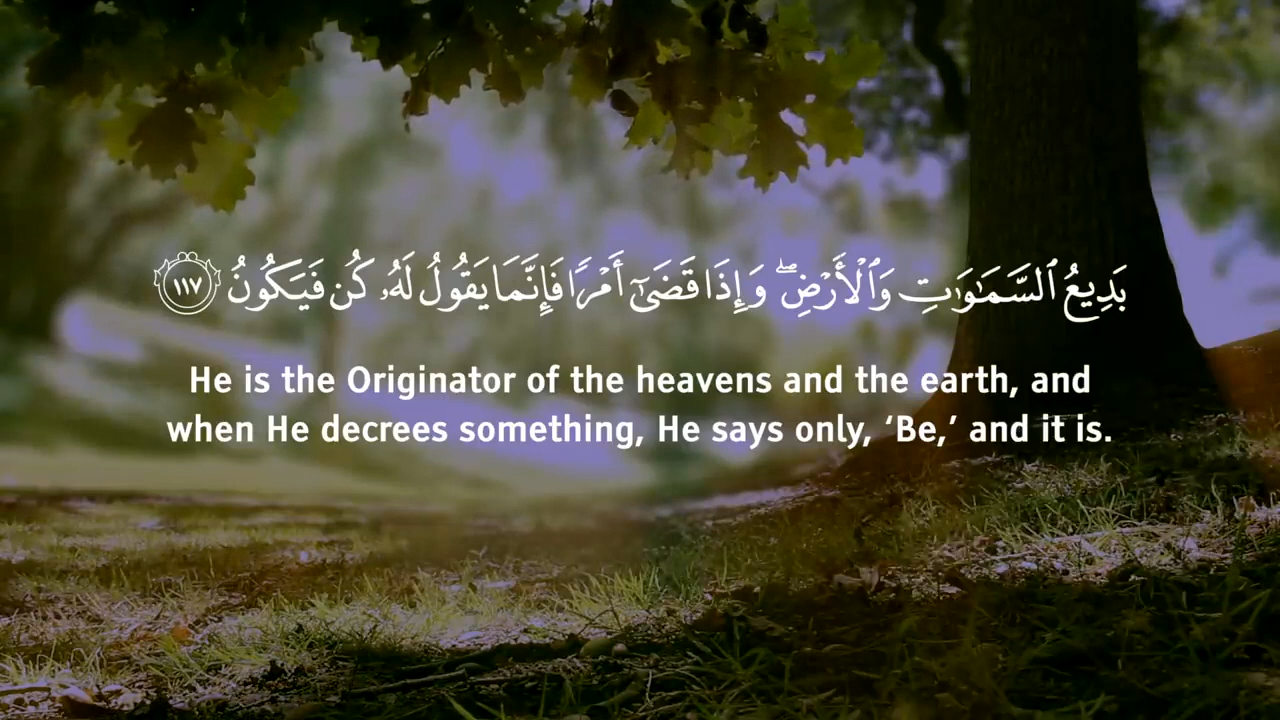 بَدِيعُ ٱلسَّمَـٰوَٰتِ وَٱلْأَرْضِ ۖ وَإِذَا قَضَىٰٓ أَمْرًا فَإِنَّمَا يَقُولُ لَهُۥ كُن فَيَكُونُ ١١٧
He is the Originator of the heavens and the earth, and
when He decrees something, He says only, ‘Be,’ and it is.